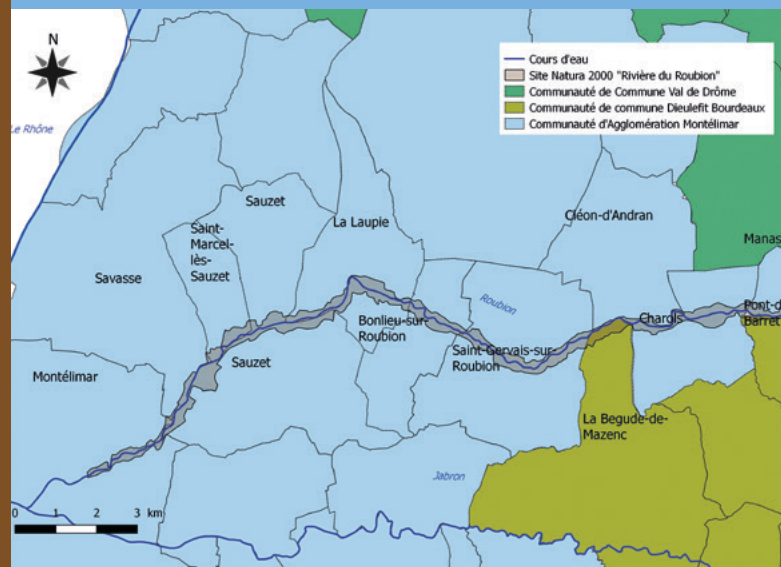 N
Cours d'eau
Site Natura 2000 "Rivière du Roubion"
Communauté de Commune Val de Drôme
Communauté de commune Dieulefit Bourdeaux
Communauté d'Agglomération Montélimar
Le Rhône
Sauzet
La Laupie
Cléon-d'Andran
Saint-
Marcel-
lès-
Sauzet
Manas
Savasse
Roubion
Pont-d
Barret
Charols
Bonlieu-sur-
Roubion
Saint-Gervais-sur-
Roubion
Sauzet
Montélimar
La Begude-de-
Mazenc
Jabron
0 1 2 3 km